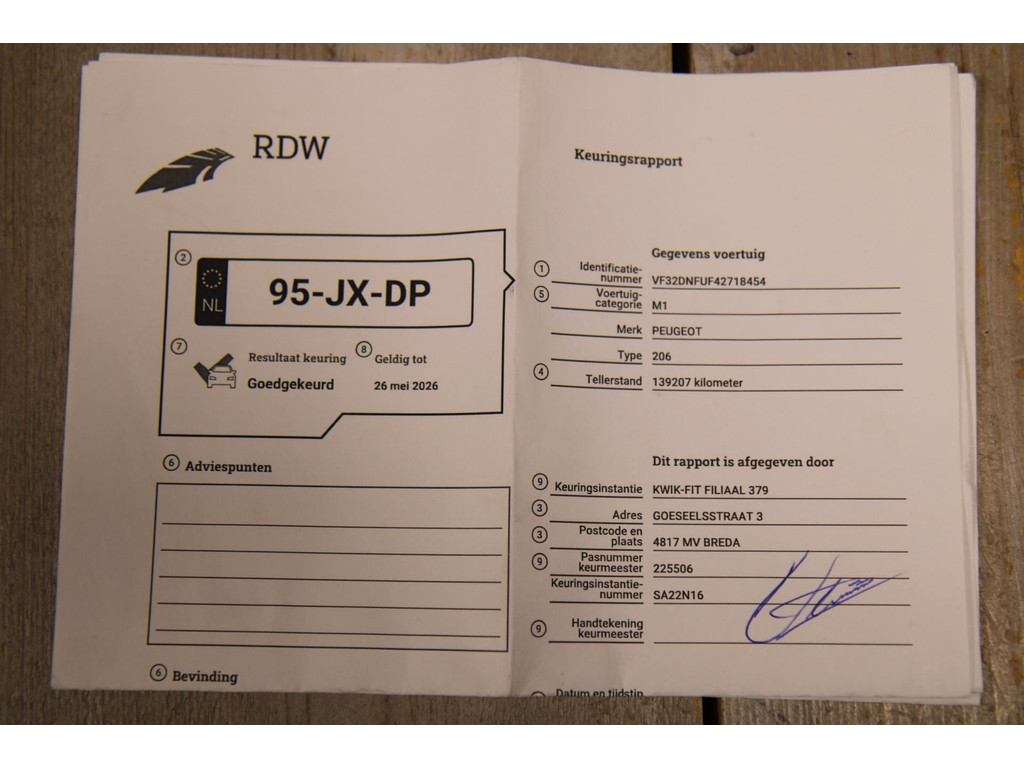 RDW
2
NL
95-JX-DP
7
Resultaat keuring
Goedgekeurd
8
Geldig tot
26 mei 2026
6 Adviespunten
6 Bevinding
Keuringsrapport
Gegevens voertuig
1 Identificatie-
nummer VF32DNFUF42718454
5 Voertuig-
categorie M1
Merk PEUGEOT
Type 206
4 Tellerstand 139207 kilometer
Dit rapport is afgegeven door
9 Keuringsinstantie KWIK-FIT FILIAAL 379
3 Adres GOESEELSSTRAAT 3
3 Postcode en
plaats 4817 MV BREDA
9 Pasnummer
keurmeester 225506
Keuringsinstantie-
nummer SA22N16
9 Handtekening
keurmeester
Datum en tijdstip